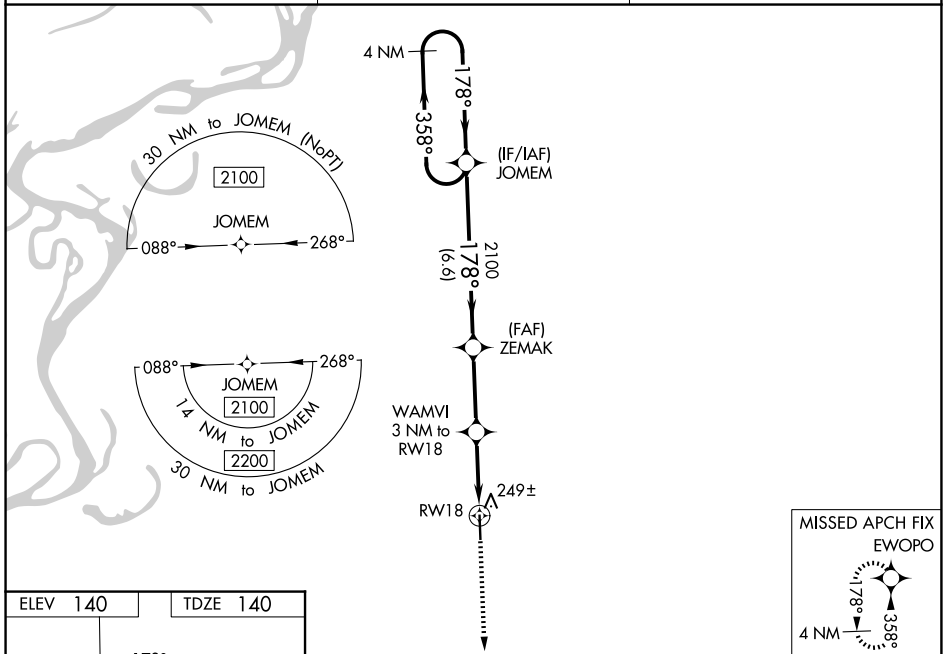 4 NM
178°
358°
(IF/IAF)
JOMEM
30 NM to JOMEM (NoPT)
2100
JOMEM
088°
268°
2100
178°
(6.6)
(FAF)
ZEMAK
088°
268°
JOMEM
2100
14 NM to JOMEM
2200
30 NM to JOMEM
WAMVI
3 NM to
RW18
249±
RW18
MISSED APCH FIX
EWOPO
178°
358°
4 NM
ELEV 140
TDZE 140